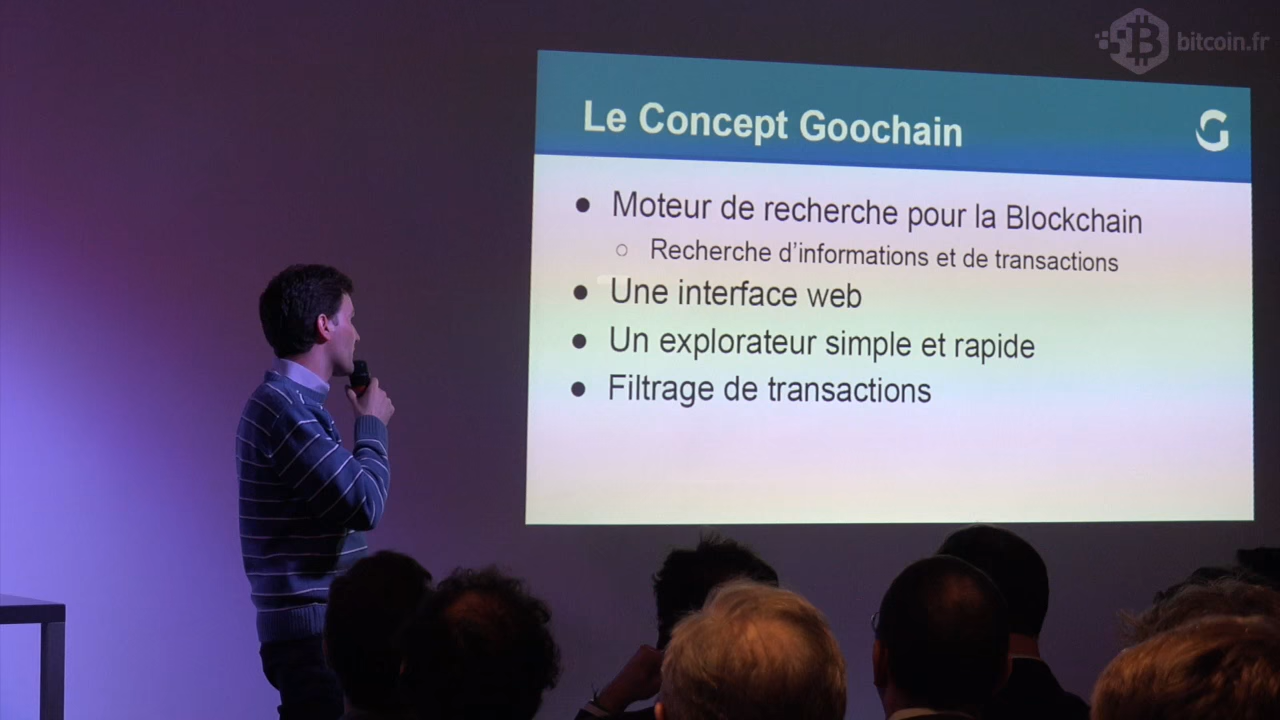 bitcoin.fr
Le Concept Goochain
Moteur de recherche pour la Blockchain
Recherche d'informations et de transactions
Une interface web
Un explorateur simple et rapide
Filtrage de transactions